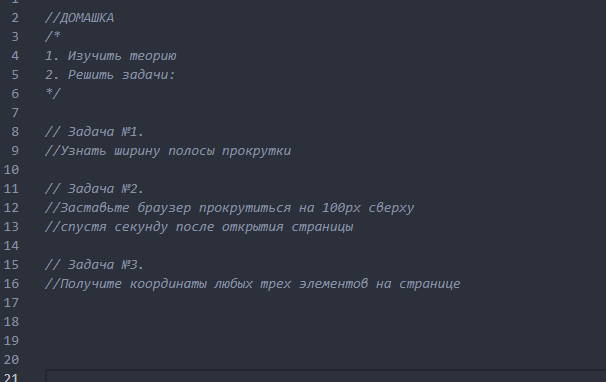 2 //ДОМАШКА
3 /*
4 1. Изучить теорию
5 2. Решить задачи:
6 */
7
8 // Задача №1.
9 //Узнать ширину полосы прокрутки
10
11 // Задача №2.
12 //Заставьте браузер прокрутиться на 100px сверху
13 //спустя секунду после открытия страницы
14
15 // Задача №3.
16 //Получите координаты любых трех элементов на странице
17
18
19
20
21